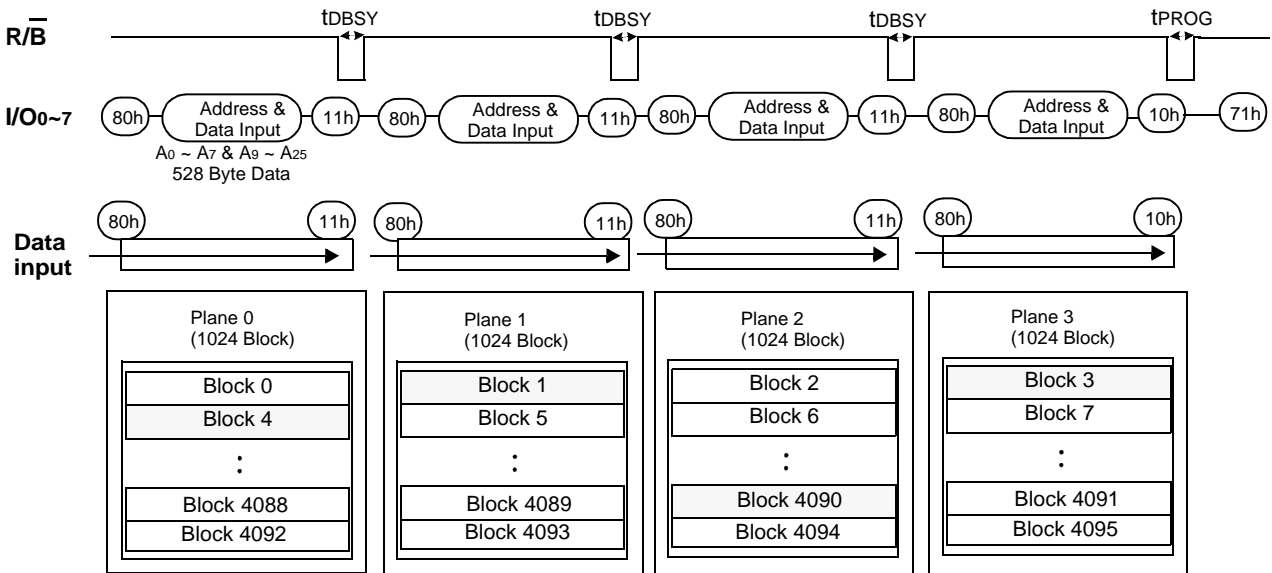 tDBSY tDBSY tDBSY tPROG
R/B
I/O0~7 80h Address & Data Input 11h 80h Address & Data Input 11h 80h Address & Data Input 11h 80h Address & Data Input 10h 71h
A0 ~ A7 & A9 ~ A25
528 Byte Data
80h 11h 80h 11h 80h 11h 80h 10h
Data
input
Plane 0
(1024 Block)
Block 0
Block 4
:
Block 4088
Block 4092
Plane 1
(1024 Block)
Block 1
Block 5
:
Block 4089
Block 4093
Plane 2
(1024 Block)
Block 2
Block 6
:
Block 4090
Block 4094
Plane 3
(1024 Block)
Block 3
Block 7
:
Block 4091
Block 4095